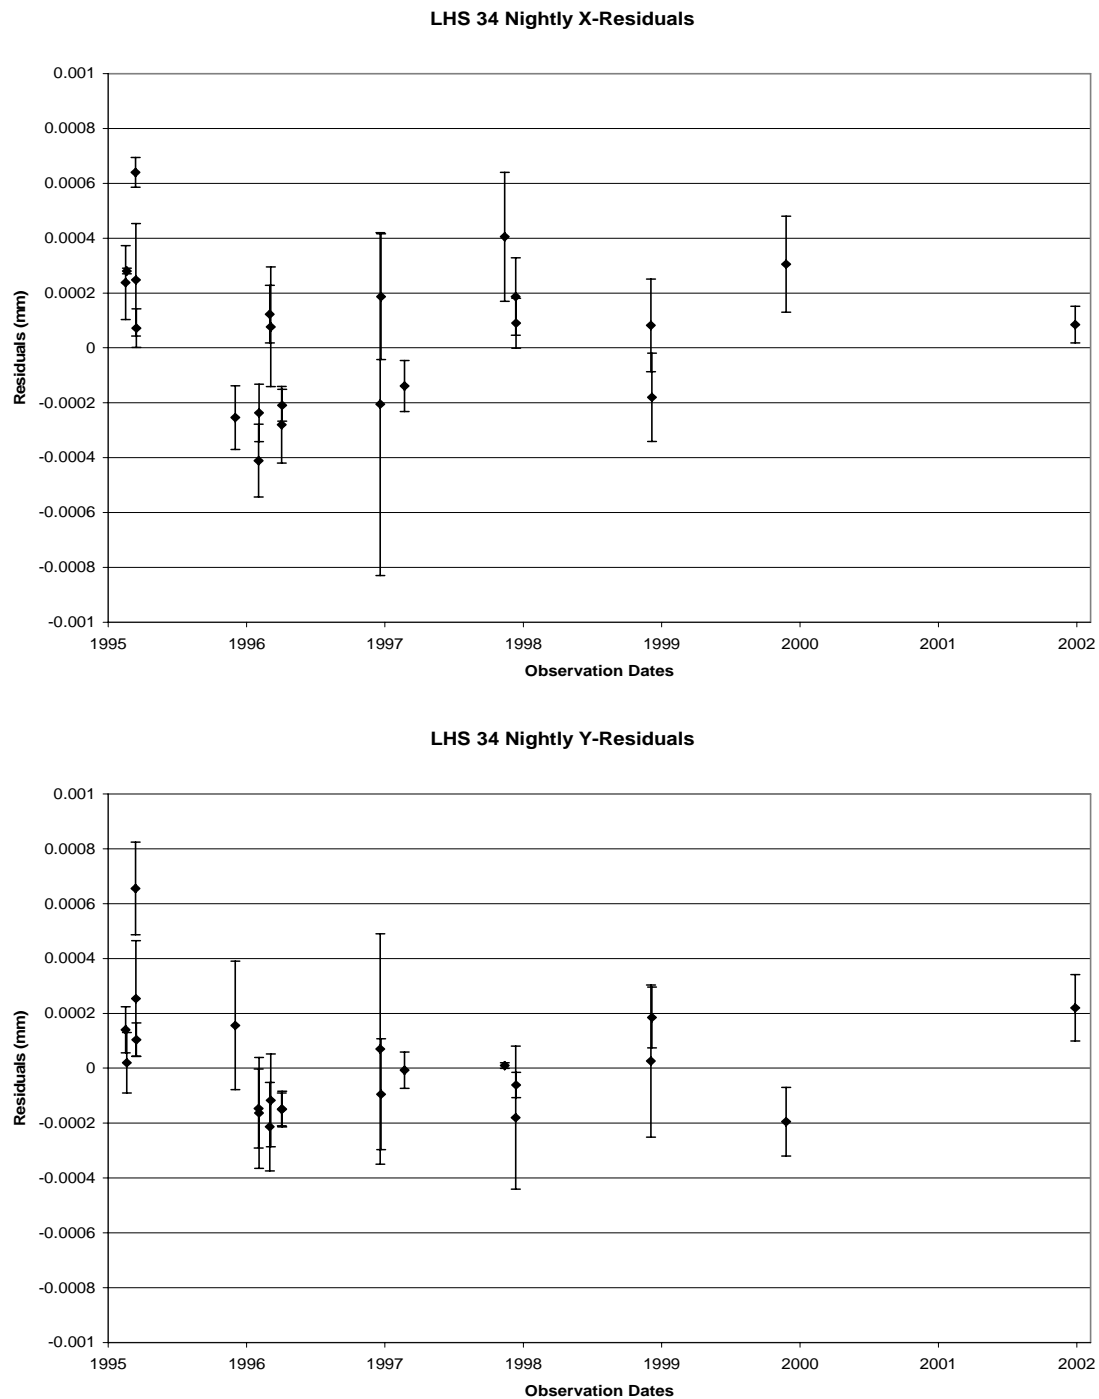 LHS 34 Nightly X-Residuals
0.001
0.0008
0.0006
0.0004
0.0002
0
-0.0002
-0.0004
-0.0006
-0.0008
-0.001
Residuals (mm)
1995 1996 1997 1998 1999 2000 2001 2002
Observation Dates
LHS 34 Nightly Y-Residuals
0.001
0.0008
0.0006
0.0004
0.0002
0
-0.0002
-0.0004
-0.0006
-0.0008
-0.001
Residuals (mm)
1995 1996 1997 1998 1999 2000 2001 2002
Observation Dates